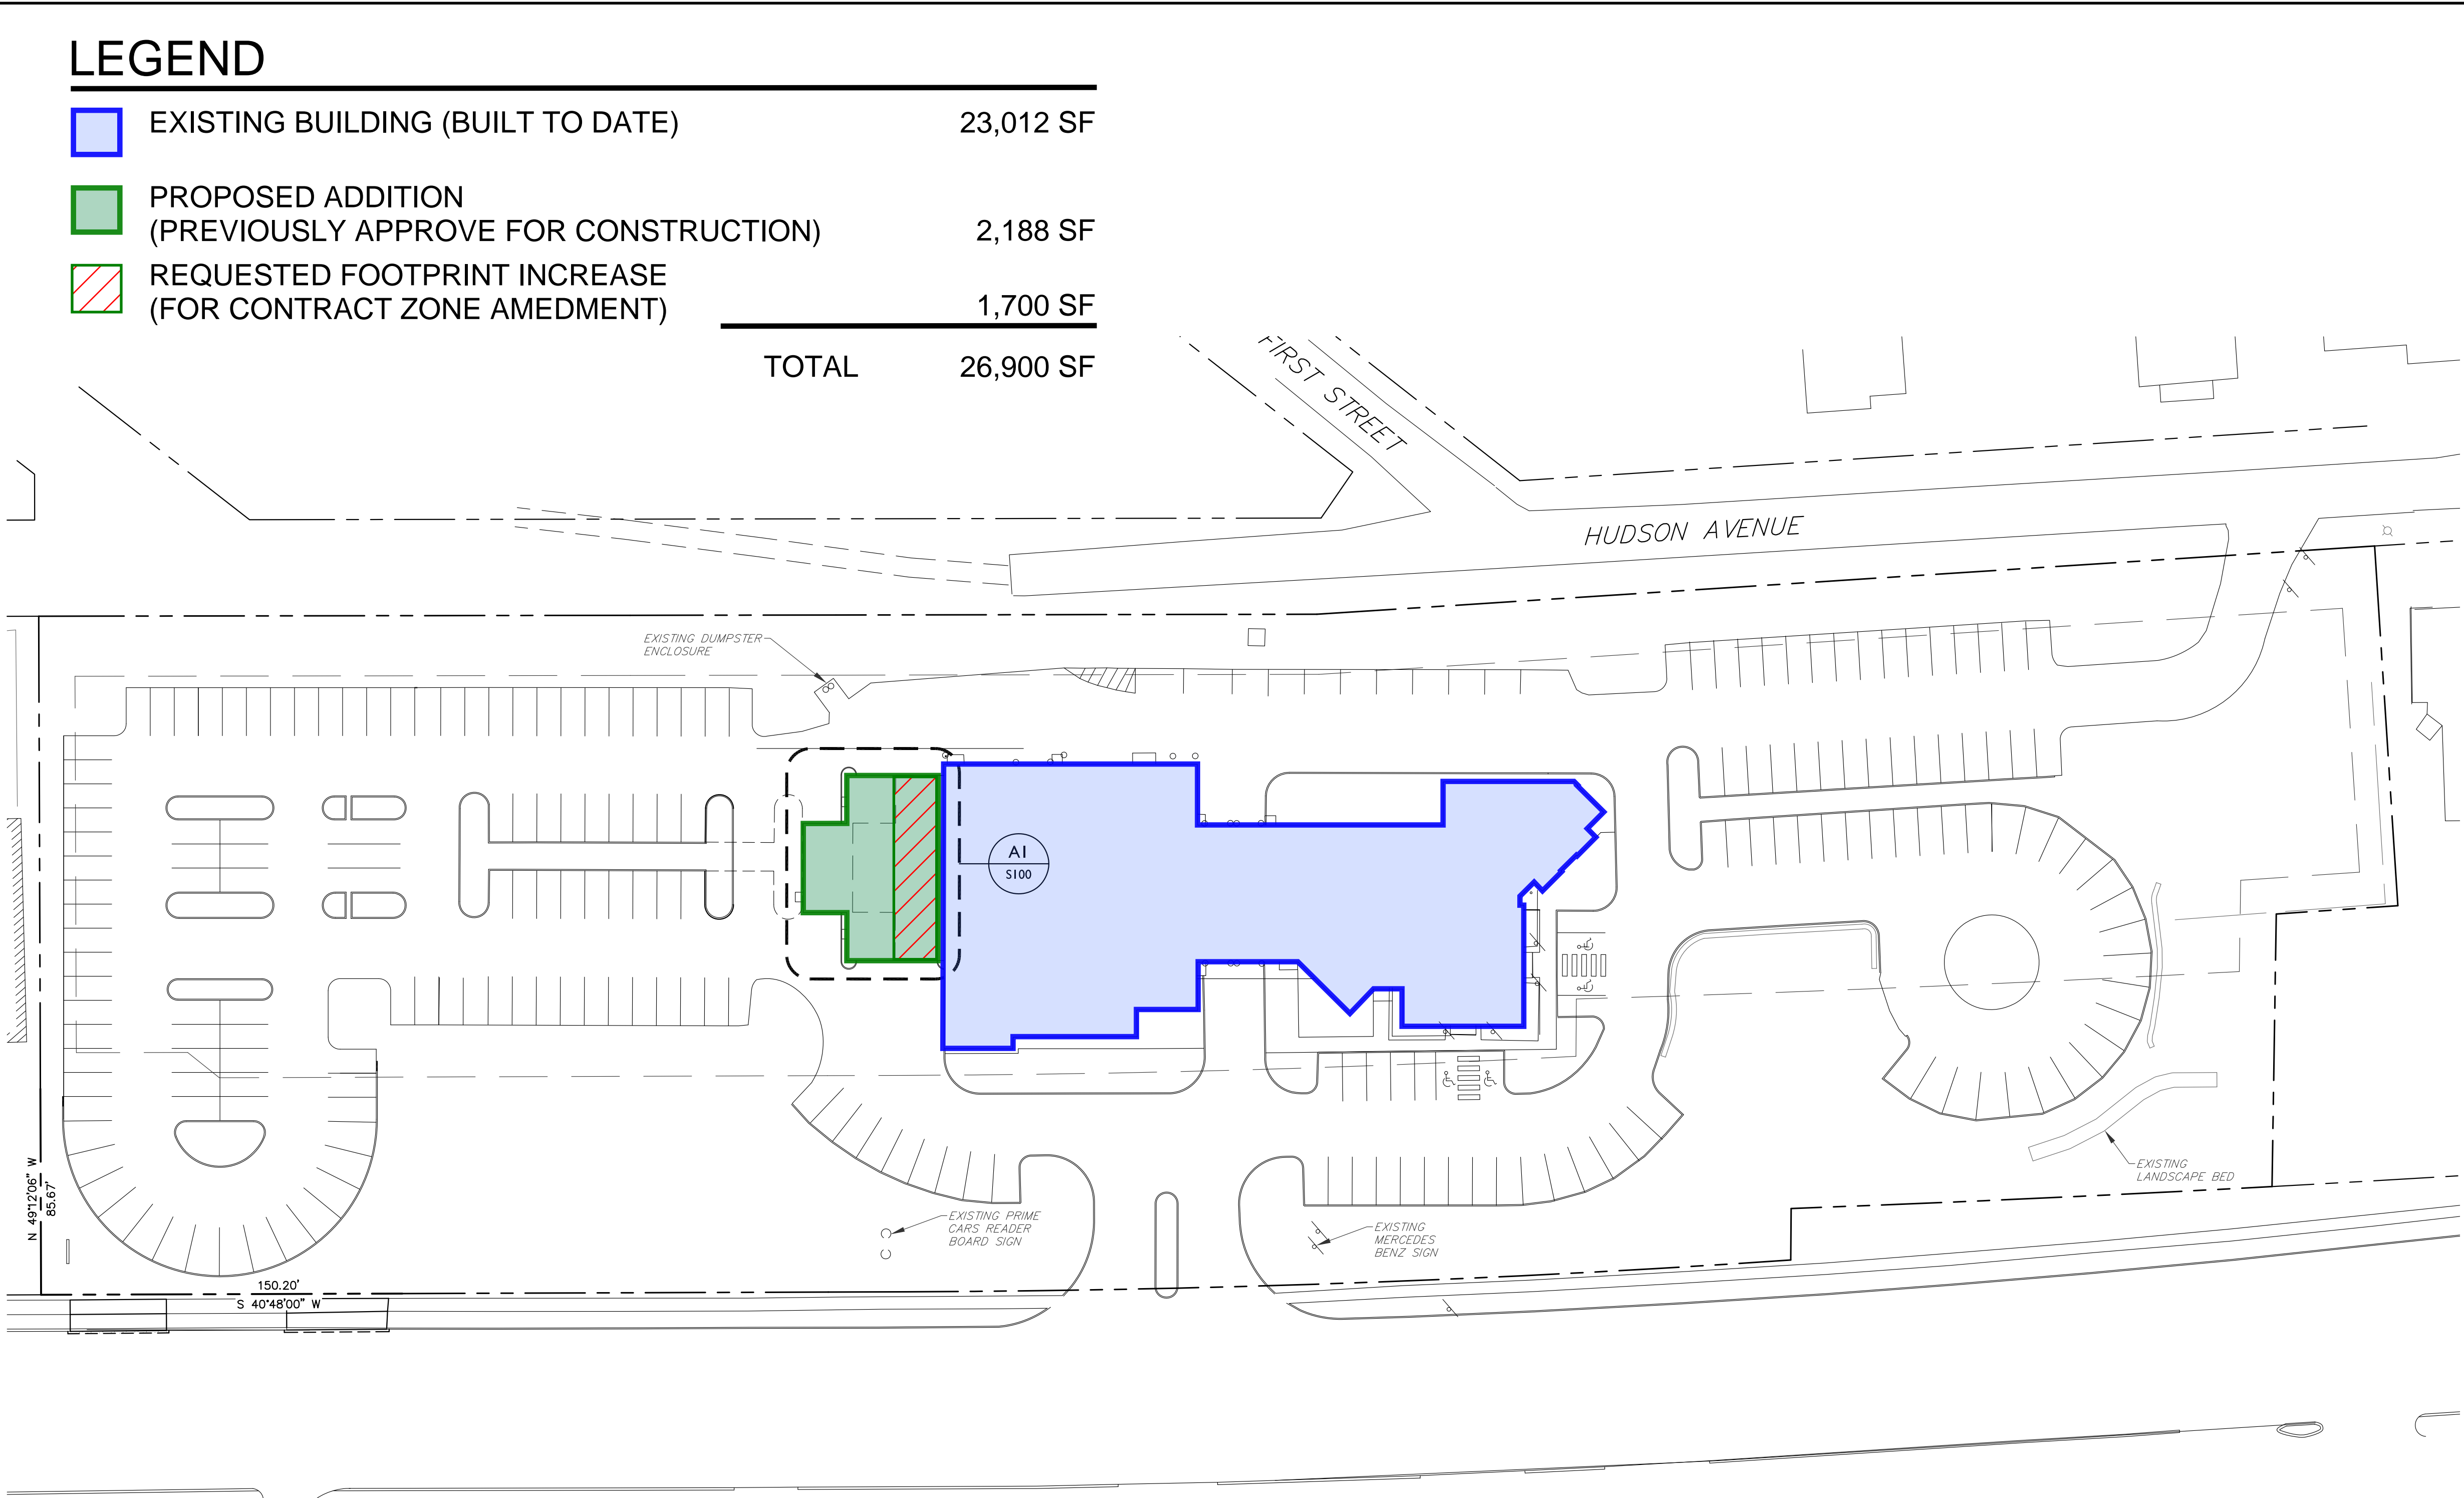 LEGEND
EXISTING BUILDING (BUILT TO DATE) 23,012 SF
PROPOSED ADDITION
(PREVIOUSLY APPROVE FOR CONSTRUCTION) 2,188 SF
REQUESTED FOOTPRINT INCREASE
(FOR CONTRACT ZONE AMEDMENT) 1,700 SF
TOTAL 26,900 SF
FIRST STREET
HUDSON AVENUE
EXISTING DUMPSTER
ENCLOSURE
A1
S100
N 49°12'06" W
85.67'
EXISTING PRIME
CARS READER
BOARD SIGN
EXISTING
MERCEDES
BENZ SIGN
EXISTING
LANDSCAPE BED
150.20'
S 40°48'00" W